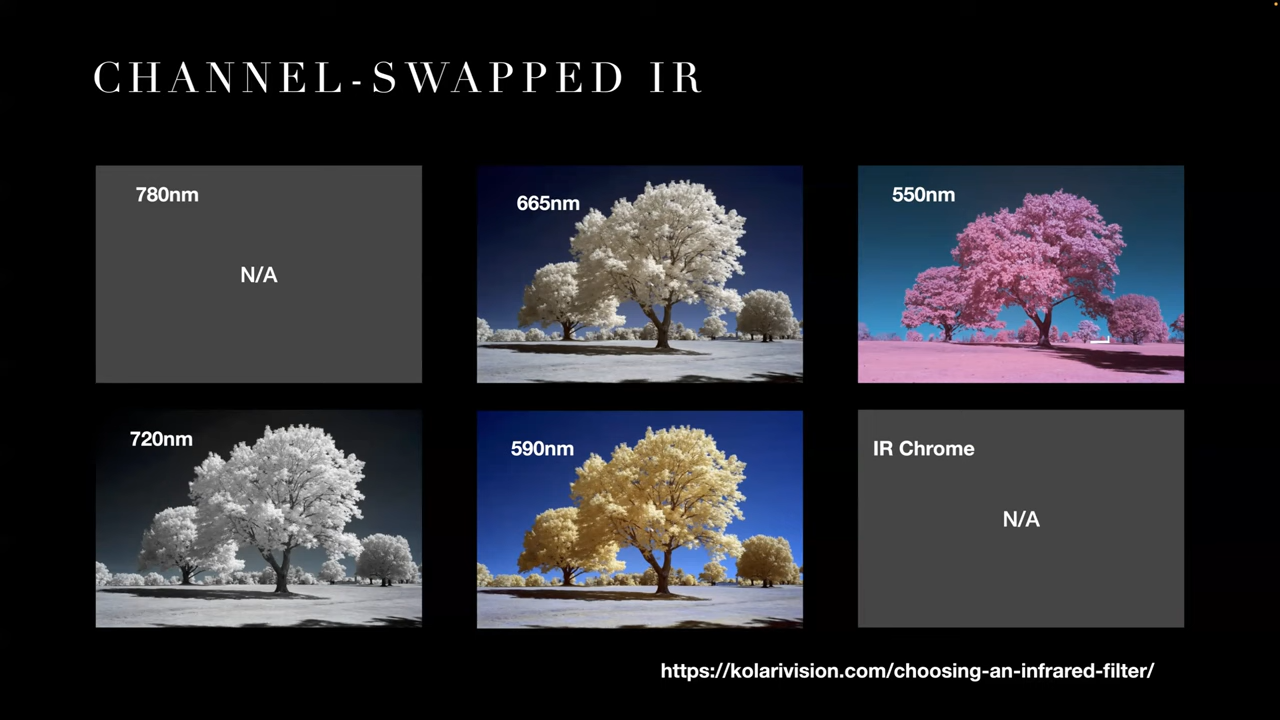 CHANNEL-SWAPPED IR
780nm
N/A
665nm
550nm
720nm
590nm
IR Chrome
N/A
https://kolarivision.com/choosing-an-infrared-filter/